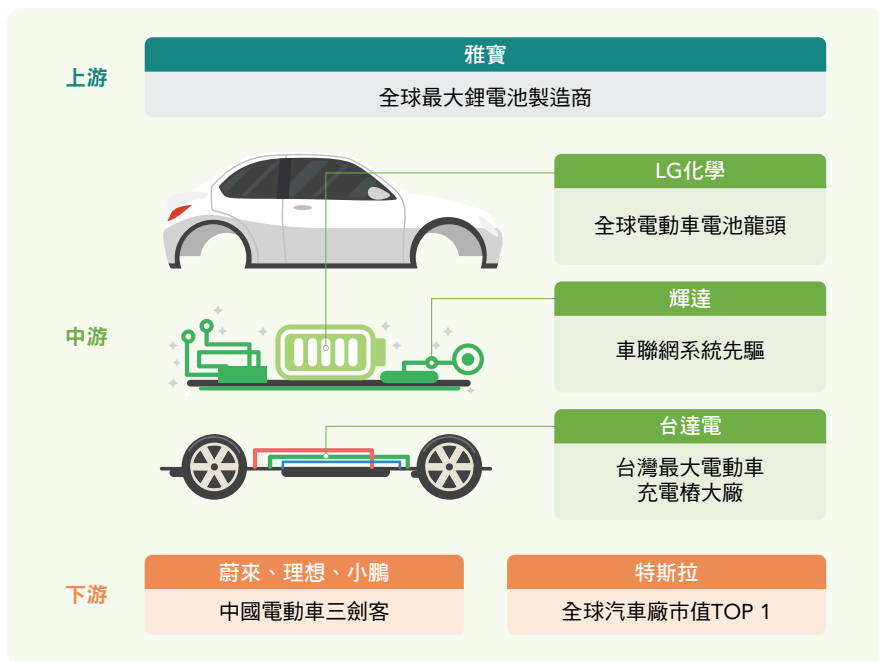 上游
雅寶
全球最大鋰電池製造商
中游
LG化學
全球電動車電池龍頭
輝達
車聯網系統先驅
台達電
台灣最大電動車
充電樁大廠
下游
蔚來、理想、小鵬
中國電動車三劍客
特斯拉
全球汽車廠市值TOP 1